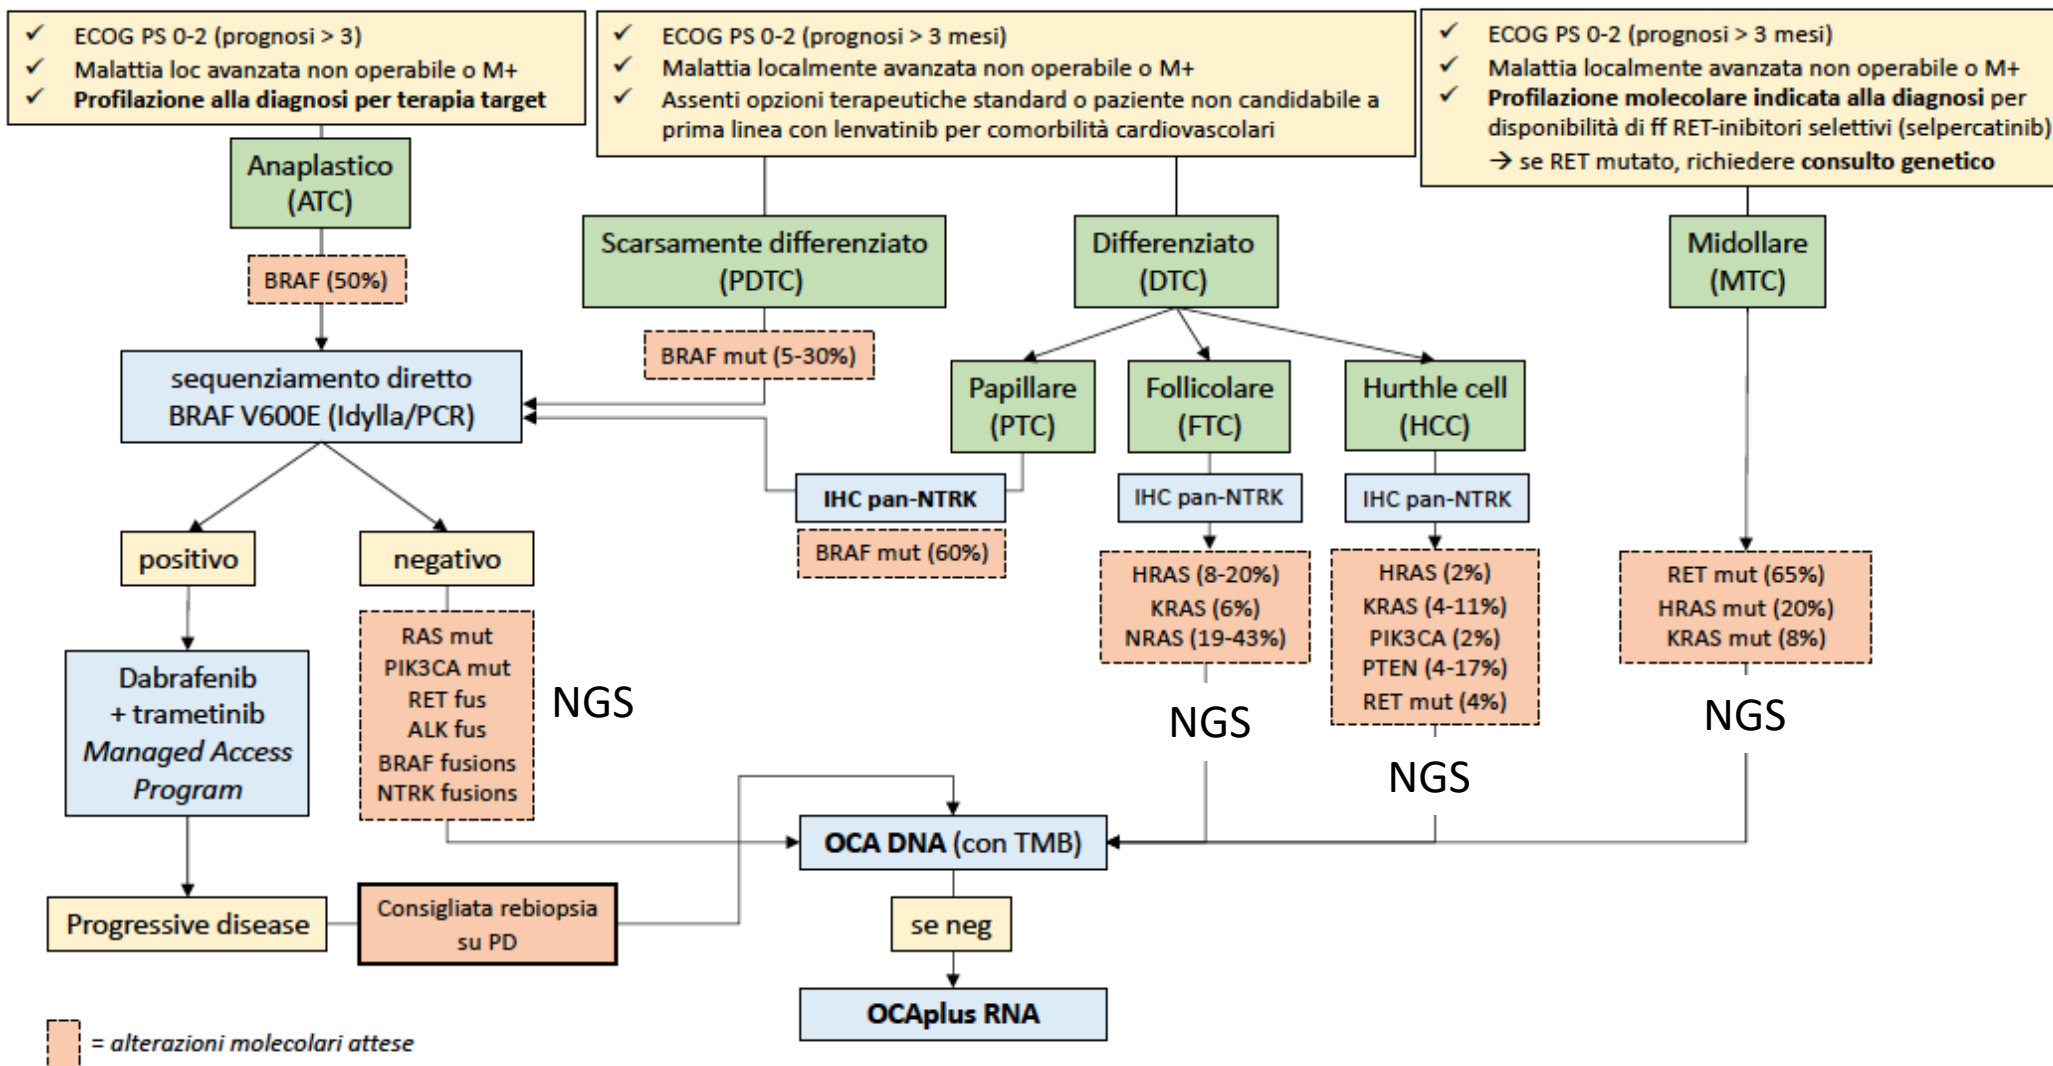 ✓ ECOG PS 0-2 (prognosi > 3)
✓ Malattia loc avanzata non operabile o M+
✓ Profilazione alla diagnosi per terapia target
✓ ECOG PS 0-2 (prognosi > 3 mesi)
✓ Malattia localmente avanzata non operabile o M+
✓ Assenti opzioni terapeutiche standard o paziente non candidabile a
prima linea con lenvatinib per comorbilità cardiovascolari
✓ ECOG PS 0-2 (prognosi > 3 mesi)
✓ Malattia localmente avanzata non operabile o M+
✓ Profilazione molecolare indicata alla diagnosi per
disponibilità di ff RET-inibitori selettivi (selpercatinib)
→ se RET mutato, richiedere consulto genetico
Anaplastico
(ATC)
Scarsamente differenziato
(PDTC)
Differenziato
(DTC)
Midollare
(MTC)
BRAF (50%)
BRAF mut (5-30%)
sequenziamento diretto
BRAF V600E (Idylla/PCR)
Papillare
(PTC)
Follicolare
(FTC)
Hurthle cell
(HCC)
IHC pan-NTRK
IHC pan-NTRK
IHC pan-NTRK
BRAF mut (60%)
positivo
negativo
HRAS (8-20%)
KRAS (6%)
NRAS (19-43%)
HRAS (2%)
KRAS (4-11%)
PIK3CA (2%)
PTEN (4-17%)
RET mut (4%)
RET mut (65%)
HRAS mut (20%)
KRAS mut (8%)
RAS mut
PIK3CA mut
RET fus
ALK fus
BRAF fusions
NTRK fusions
NGS
NGS
NGS
NGS
Dabrafenib
+ trametinib
Managed Access
Program
OCA DNA (con TMB)
Progressive disease
Consigliata rebiopsia
su PD
se neg
OCAplus RNA
= alterazioni molecolari attese